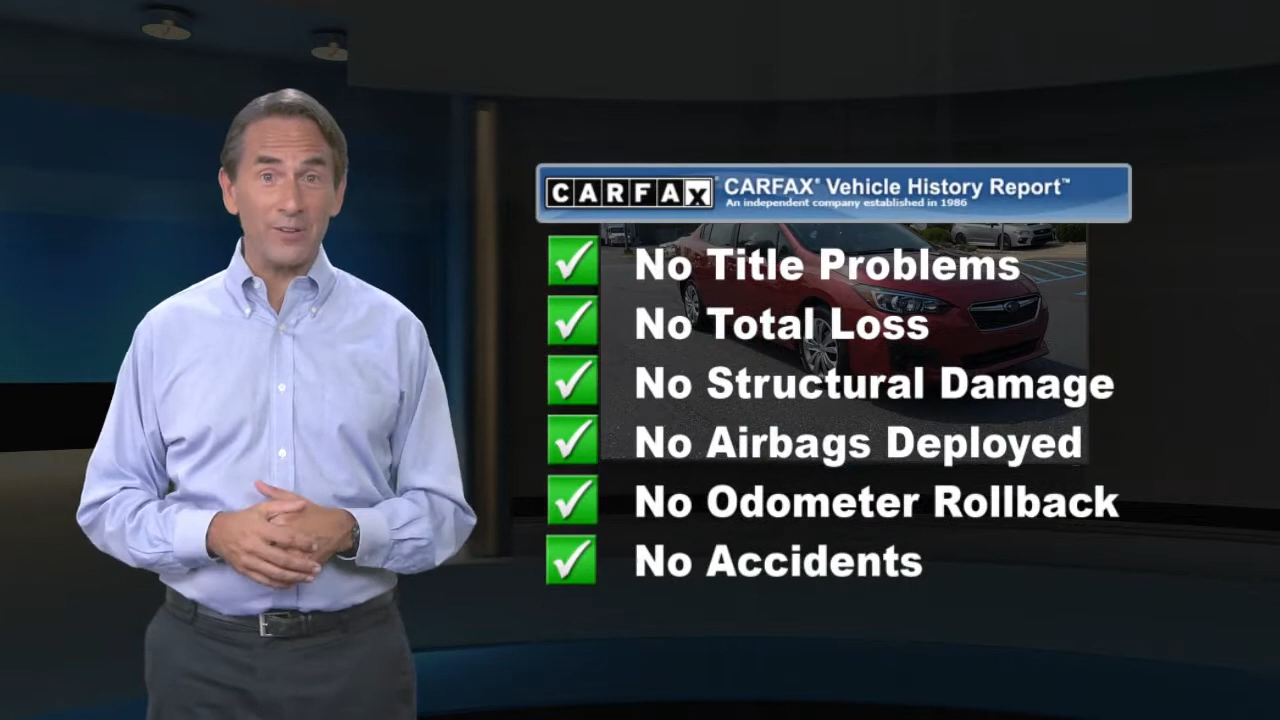 CARFAX
CARFAX® Vehicle History Report™
An independent company established in 1986
No Title Problems
No Total Loss
No Structural Damage
No Airbags Deployed
No Odometer Rollback
No Accidents